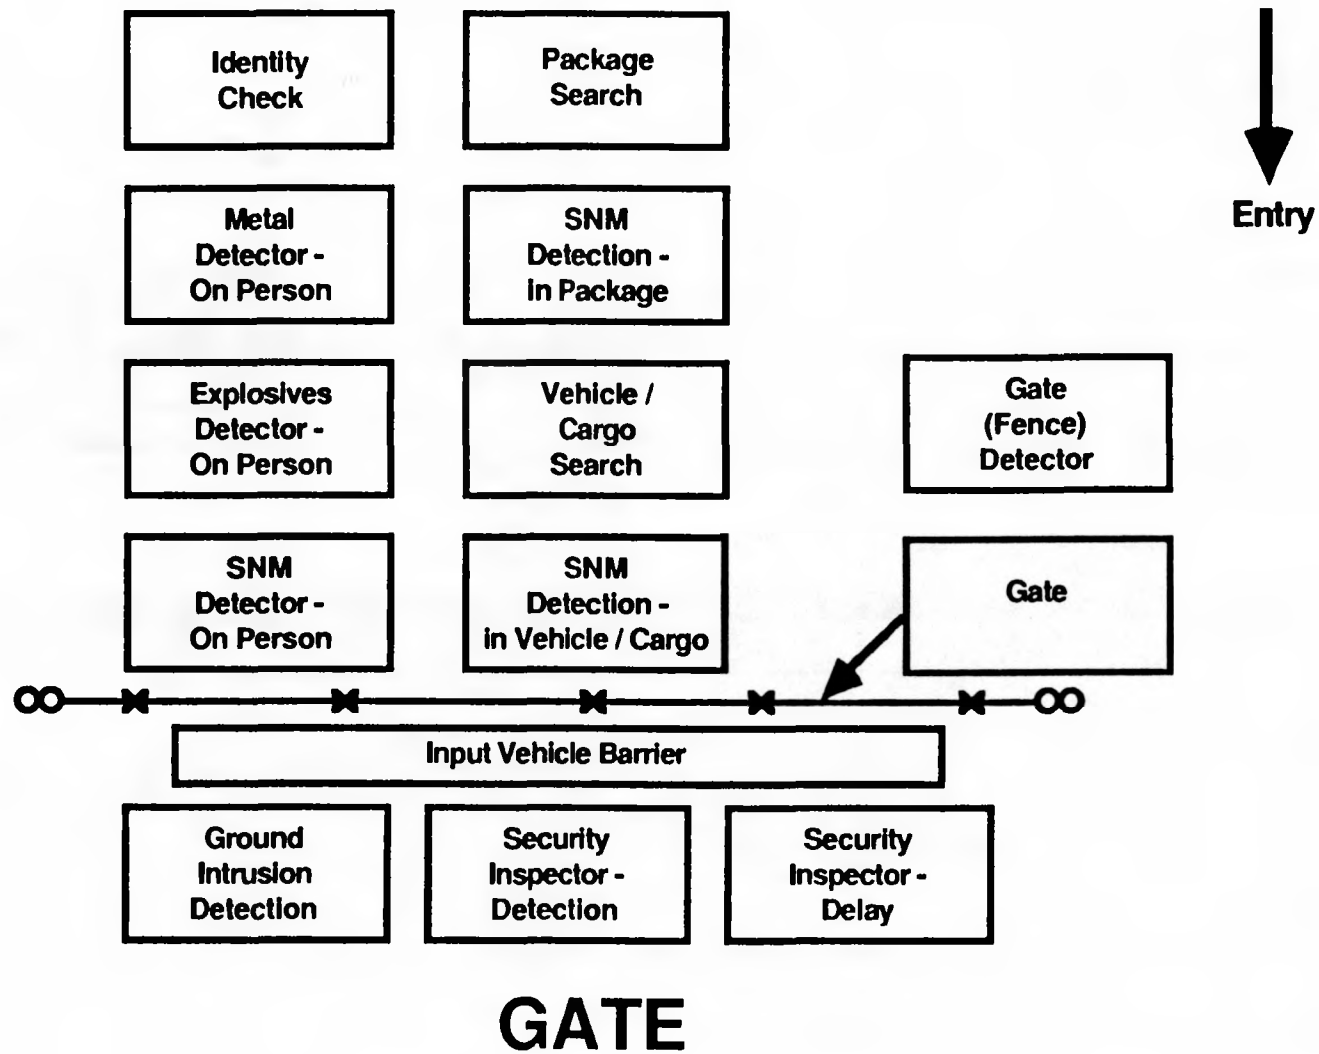 Identity
Check
Package
Search
Entry
Metal
Detector -
On Person
SNM
Detection -
in Package
Explosives
Detector -
On Person
Vehicle /
Cargo
Search
Gate
(Fence)
Detector
SNM
Detector -
On Person
SNM
Detection -
in Vehicle / Cargo
Gate
Input Vehicle Barrier
Ground
Intrusion
Detection
Security
Inspector -
Detection
Security
Inspector -
Delay
GATE